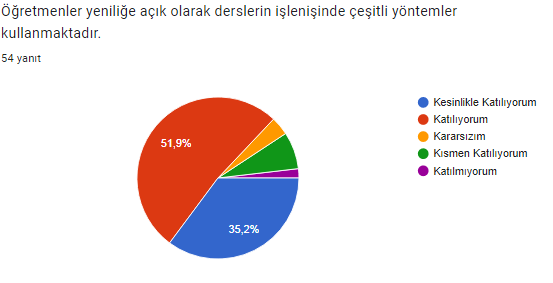 Öğretmenler yeniliğe açık olarak derslerin işlenişinde çeşitli yöntemler
kullanmaktadır.
54 yanıt
51,9%
35,2%
Kesinlikle Katılıyorum
Katılıyorum
Kararsızım
Kısmen Katılıyorum
Katılmıyorum